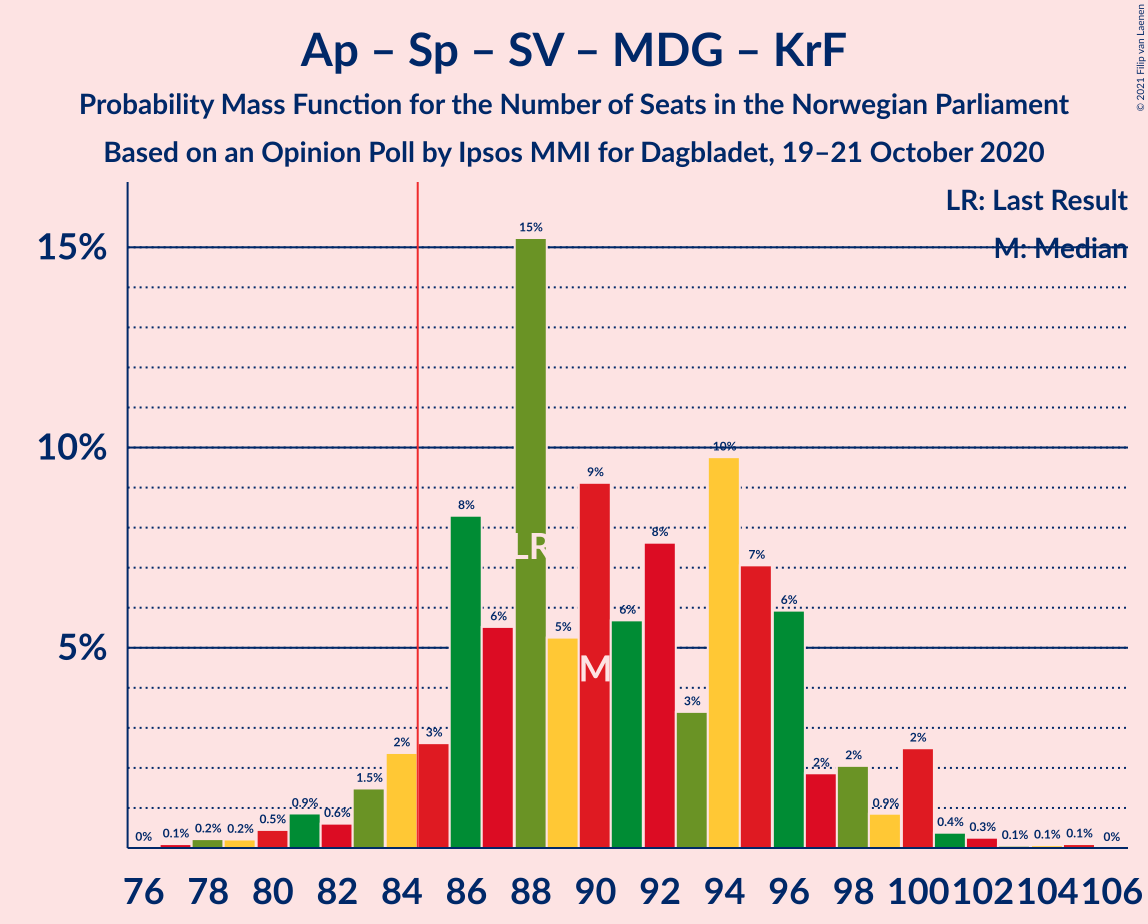 Ap – Sp – SV – MDG – KrF
Probability Mass Function for the Number of Seats in the Norwegian Parliament
Based on an Opinion Poll by Ipsos MMI for Dagbladet, 19–21 October 2020
© 2021 Filip van Laenen
LR: Last Result
M: Median
15%
10%
5%
0% 0.1% 0.2% 0.2% 0.5% 0.9% 0.6% 1.5% 2% 3% 8% 6% 15% 5% 9% 6% 8% 3% 10% 7% 6% 2% 2% 0.9% 2% 0.4% 0.3% 0.1% 0.1% 0.1% 0%
LR
M
76 78 80 82 84 86 88 90 92 94 96 98 100 102 104 106